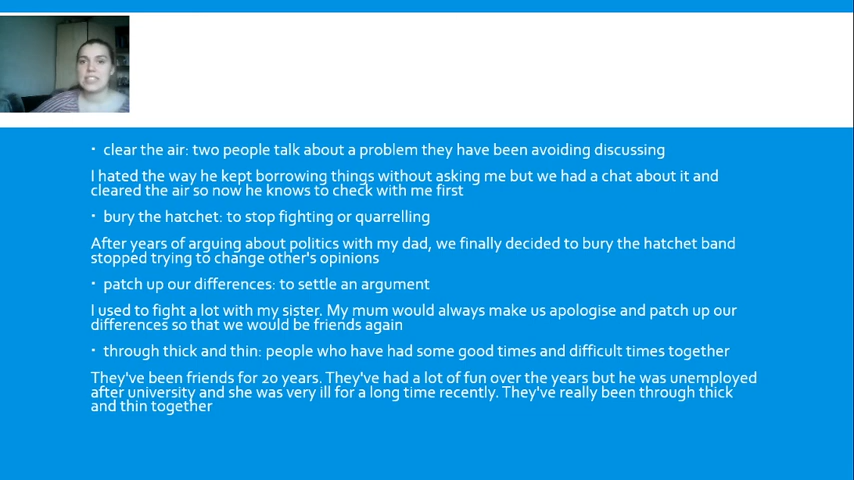 • clear the air: two people talk about a problem they have been avoiding discussing
I hated the way he kept borrowing things without asking me but we had a chat about it and
cleared the air so now he knows to check with me first
• bury the hatchet: to stop fighting or quarrelling
After years of arguing about politics with my dad, we finally decided to bury the hatchet band
stopped trying to change other's opinions
• patch up our differences: to settle an argument
I used to fight a lot with my sister. My mum would always make us apologise and patch up our
differences so that we would be friends again
• through thick and thin: people who have had some good times and difficult times together
They've been friends for 20 years. They've had a lot of fun over the years but he was unemployed
after university and she was very ill for a long time recently. They've really been through thick
and thin together